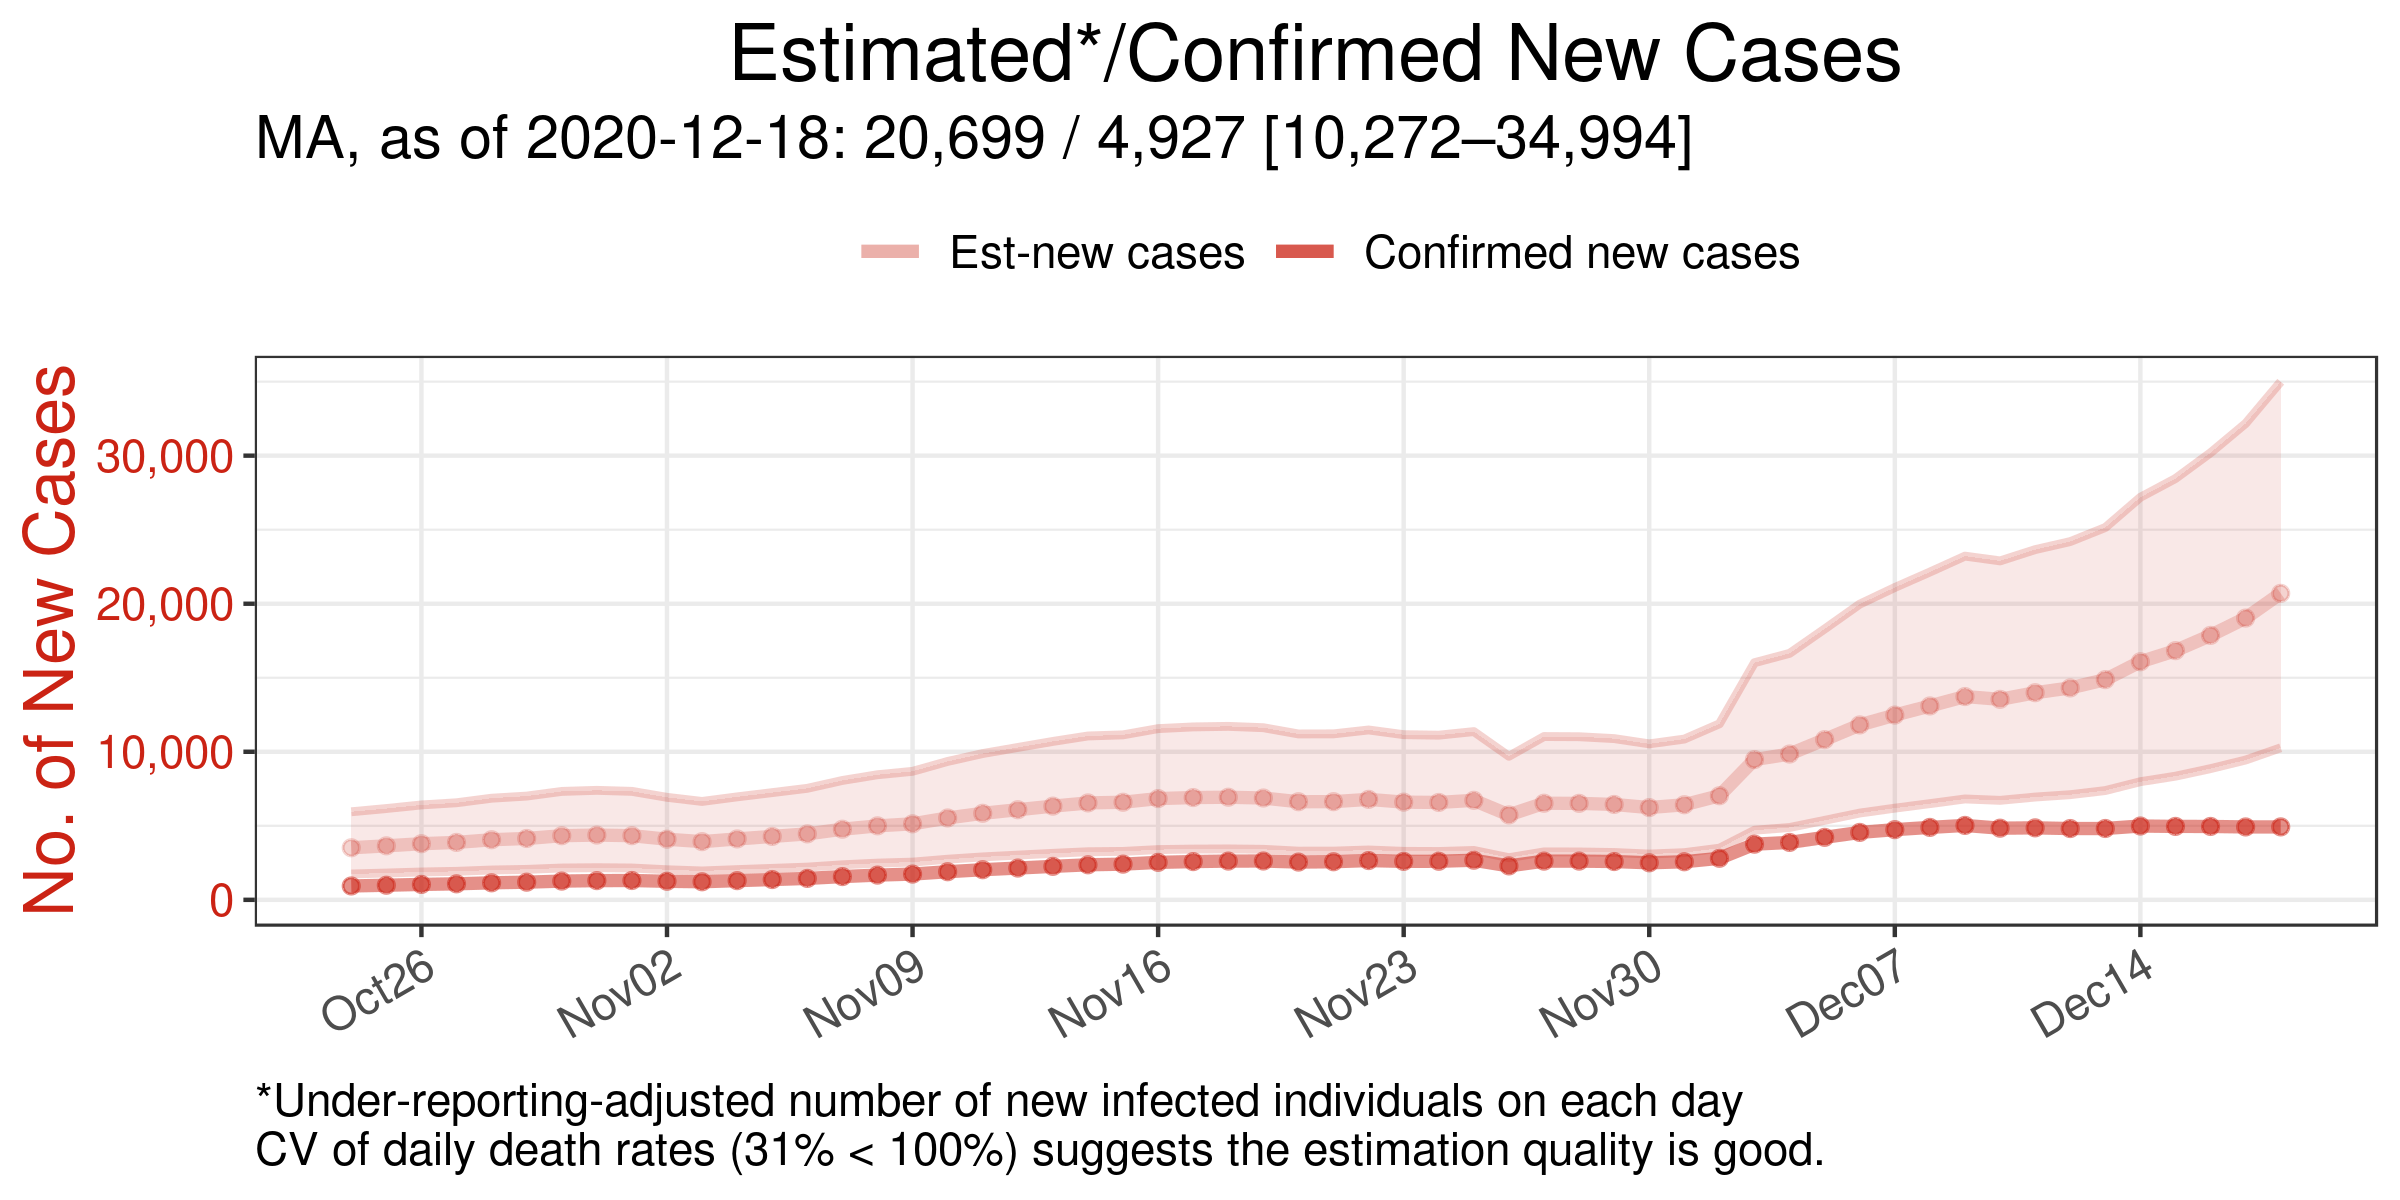 Estimated*/Confirmed New Cases
MA, as of 2020-12-18: 20,699 / 4,927 [10,272–34,994]
Est-new cases
Confirmed new cases
No. of New Cases
30,000
20,000
10,000
0
Oct26
Nov02
Nov09
Nov16
Nov23
Nov30
Dec07
Dec14
*Under-reporting-adjusted number of new infected individuals on each day
CV of daily death rates (31% < 100%) suggests the estimation quality is good.